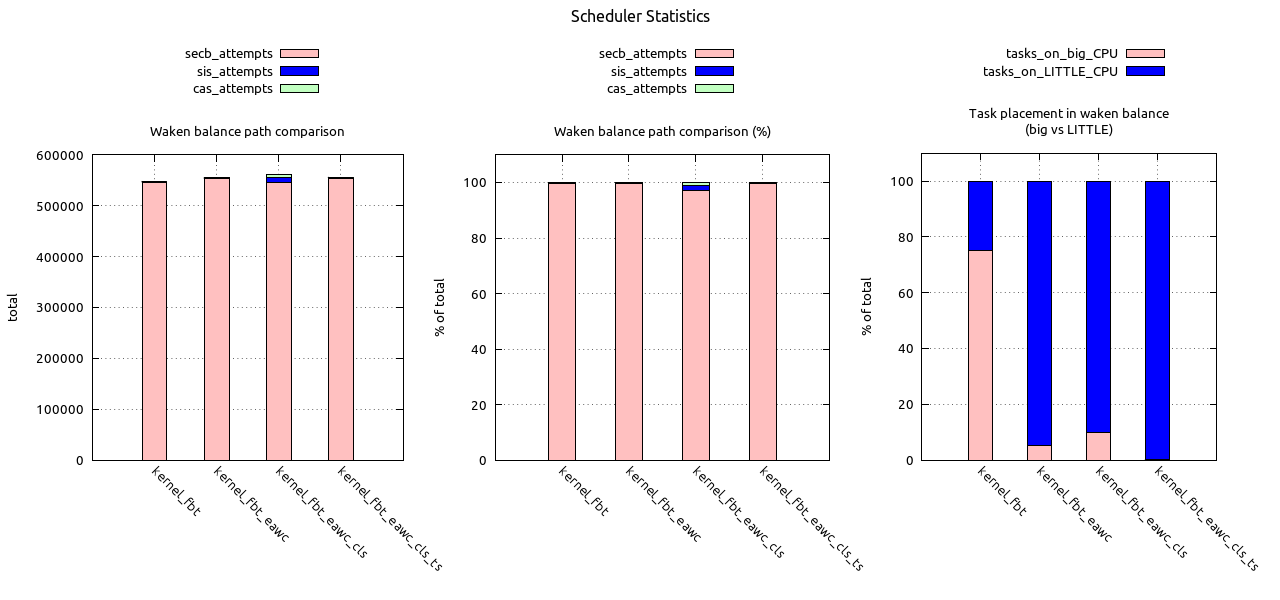 Scheduler Statistics
secb_attempts
sis_attempts
cas_attempts
Waken balance path comparison
600000
500000
400000
300000
200000
100000
0
total
kernel_fbt
kernel_fbt_eawc
kernel_fbt_eawc_cls
kernel_fbt_eawc_cls_ts
secb_attempts
sis_attempts
cas_attempts
Waken balance path comparison (%)
100
80
60
40
20
0
% of total
kernel_fbt
kernel_fbt_eawc
kernel_fbt_eawc_cls
kernel_fbt_eawc_cls_ts
tasks_on_big_CPU
tasks_on_LITTLE_CPU
Task placement in waken balance
(big vs LITTLE)
100
80
60
40
20
0
% of total
kernel_fbt
kernel_fbt_eawc
kernel_fbt_eawc_cls
kernel_fbt_eawc_cls_ts